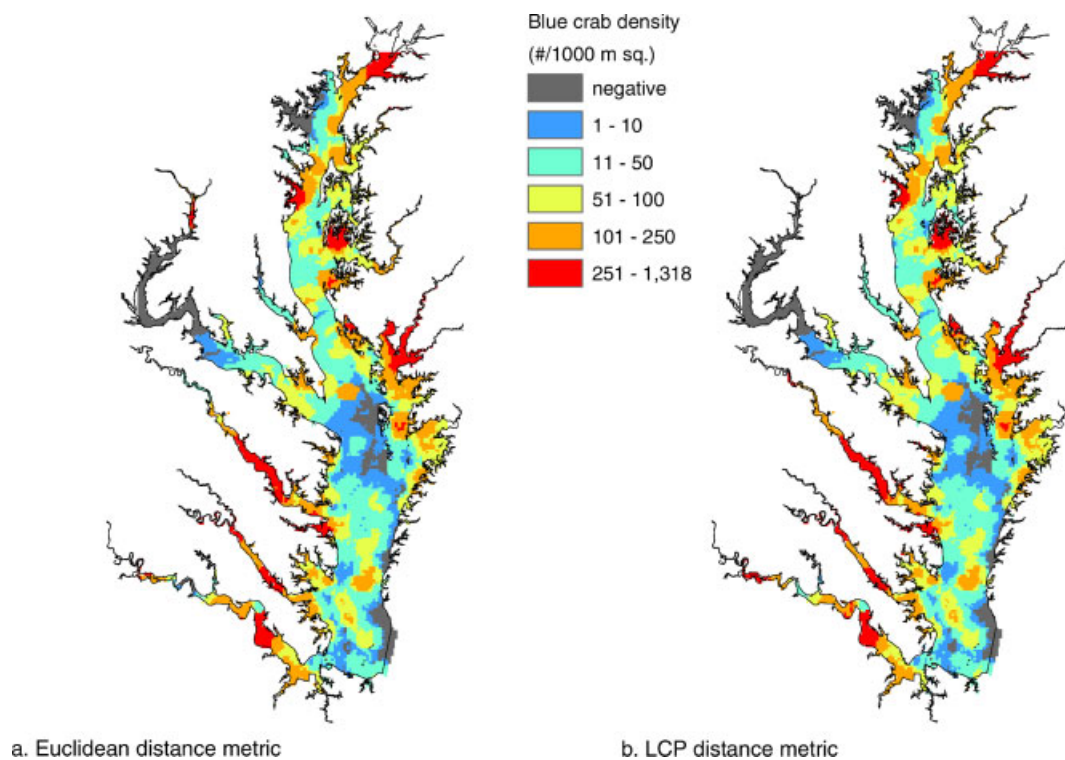 Blue crab density
(#/1000 m sq.)
negative
1 - 10
11 - 50
51 - 100
101 - 250
251 - 1,318
a. Euclidean distance metric
b. LCP distance metric